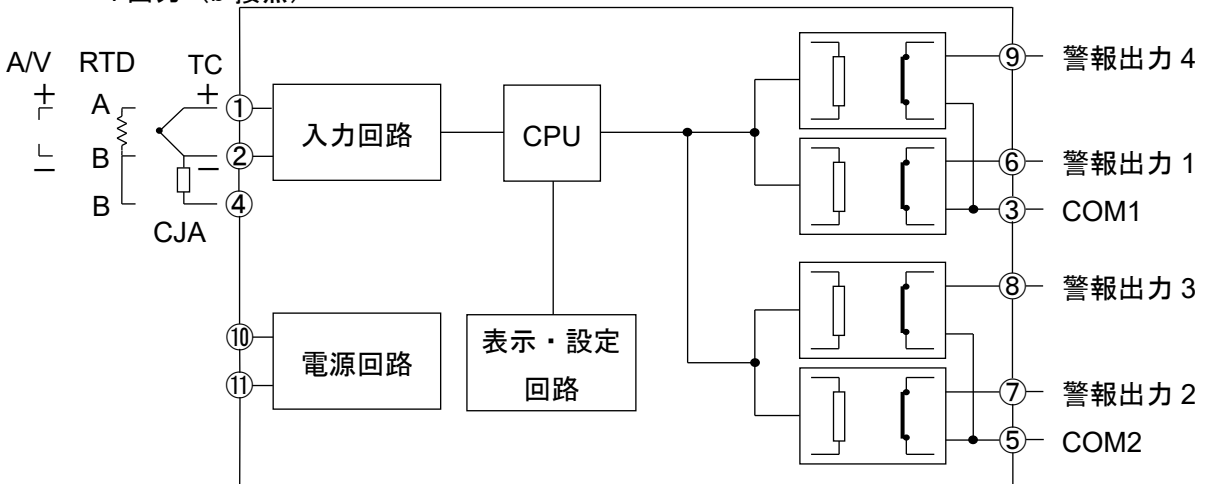 A/V RTD TC
+ A +
B −
− B
CJA
① ② ④
⑩ ⑪
入力回路
CPU
電源回路
表示・設定
回路
⑨ 警報出力 4
⑥ 警報出力 1
③ COM1
⑧ 警報出力 3
⑦ 警報出力 2
⑤ COM2